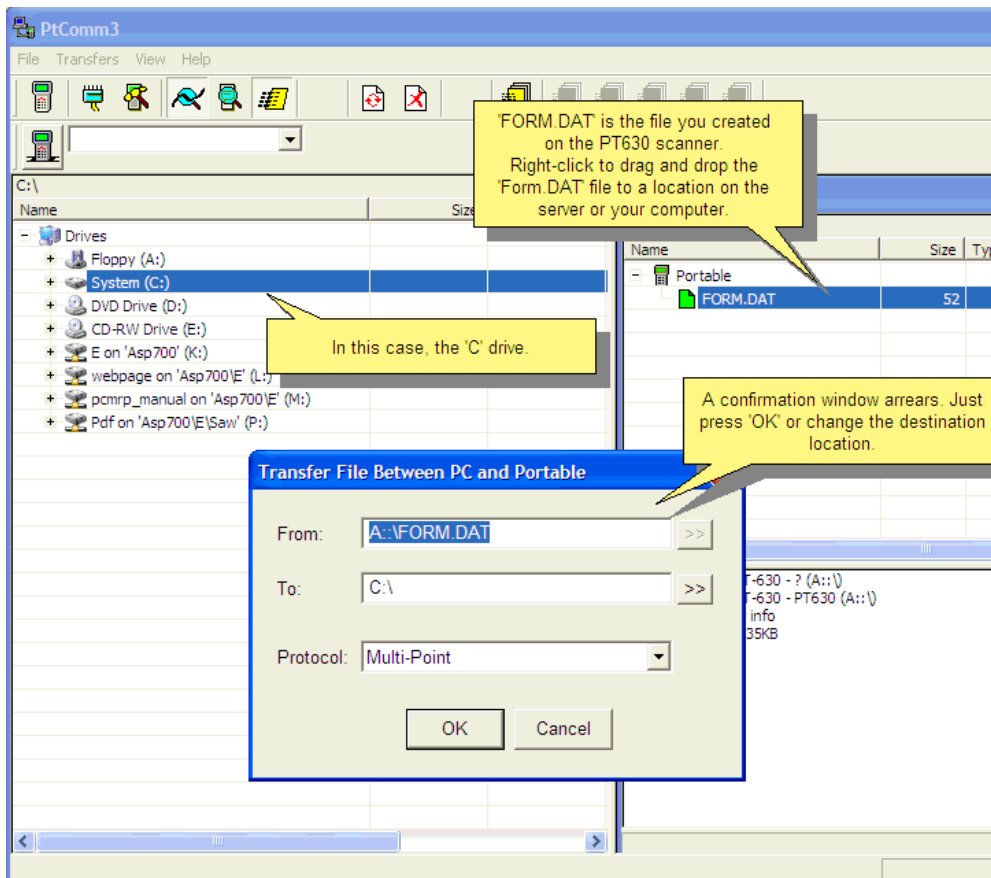 PtComm3
File Transfers View Help
'FORM.DAT' is the file you created
on the PT630 scanner.
Right-click to drag and drop the
'Form.DAT' file to a location on the
server or your computer.
C:\
Name
Drives
Floppy (A:)
System (C:)
DVD Drive (D:)
CD-RW Drive (E:)
E on 'Asp700' (K:)
webpage on 'Asp700\E' (L:)
pcmrp_manual on 'Asp700\E' (M:)
Pdf on 'Asp700\E\Saw' (P:)
In this case, the 'C' drive.
Name Size
Portable
FORM.DAT 52
A confirmation window arrears. Just
press 'OK' or change the destination
location.
Transfer File Between PC and Portable
From: A::\FORM.DAT >>
To: C:\ >>
Protocol: Multi-Point
OK Cancel
T-630 - ? (A::\)
T-630 - PT630 (A::\)
info
35KB